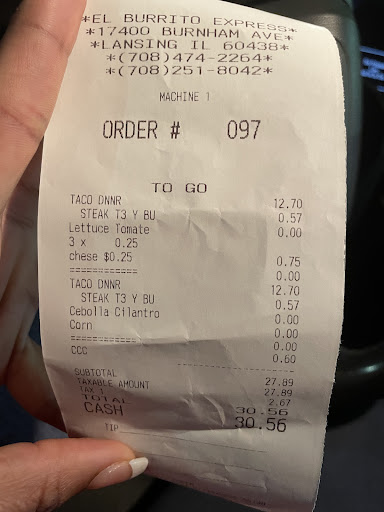 *EL BURRITO EXPRESS*
*17400 BURNHAM AVE*
*LANSING IL 60438*
*(708)474-2264*
*(708)251-8042*
MACHINE 1
ORDER # 097
TO GO
TACO DNNR 12.70
STEAK T3 Y BU 0.57
Lettuce Tomate 0.00
3 x 0.25
chese $0.25 0.75
============ 0.00
TACO DNNR 12.70
STEAK T3 Y BU 0.57
Cebolla Cilantro 0.00
Corn 0.00
============ 0.00
CCC 0.60
SUBTOTAL 27.89
TAXABLE AMOUNT 27.89
TAX 1 2.67
TOTAL 30.56
CASH 30.56
TIP